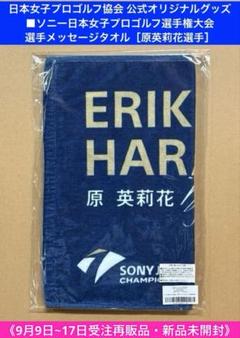 日本女子プロゴルフ協会 公式オリジナルグッズ
■ソニー日本女子プロゴルフ選手権大会
選手メッセージタオル［原英莉花選手］
ERIK
HAR
原 英莉花
SONY J
CHAMPION
《9月9日~17日受注再販品・新品未開封》